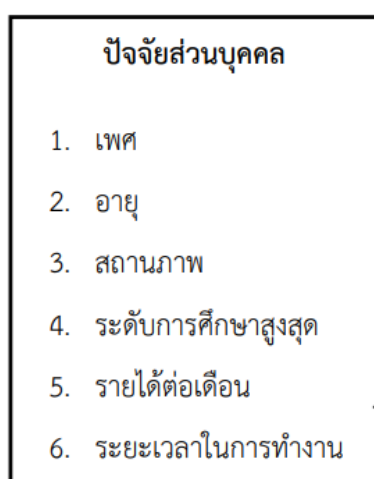 ปัจจัยส่วนบุคคล
1. เพศ
2. อายุ
3. สถานภาพ
4. ระดับการศึกษาสูงสุด
5. รายได้ต่อเดือน
6. ระยะเวลาในการทำงาน